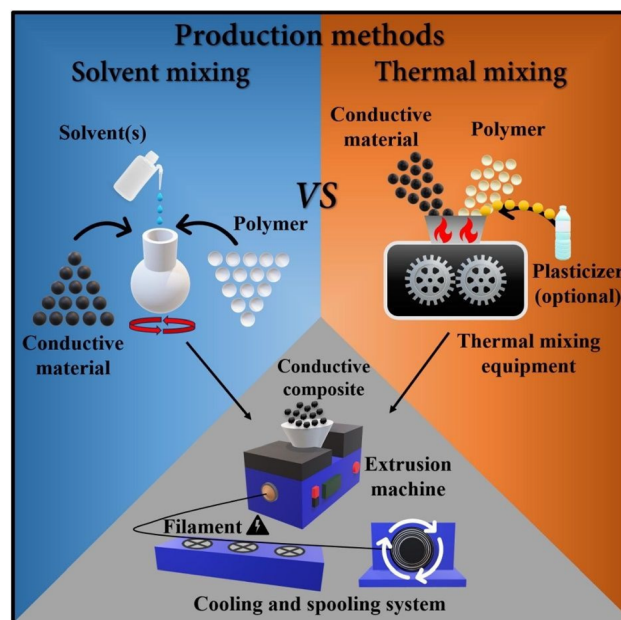 Production methods
Solvent mixing
Thermal mixing
Solvent(s)
Conductive
material
Polymer
VS
Polymer
Conductive
material
Plasticizer
(optional)
Thermal mixing
equipment
Conductive
composite
Extrusion
machine
Filament
Cooling and spooling system